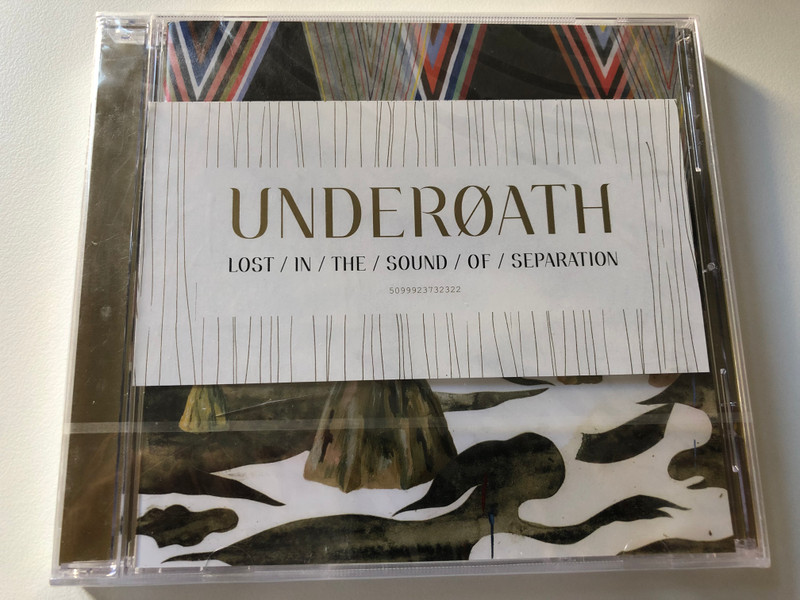 UNDERØATH
LOST / IN / THE / SOUND / OF / SEPARATION
5099923732322